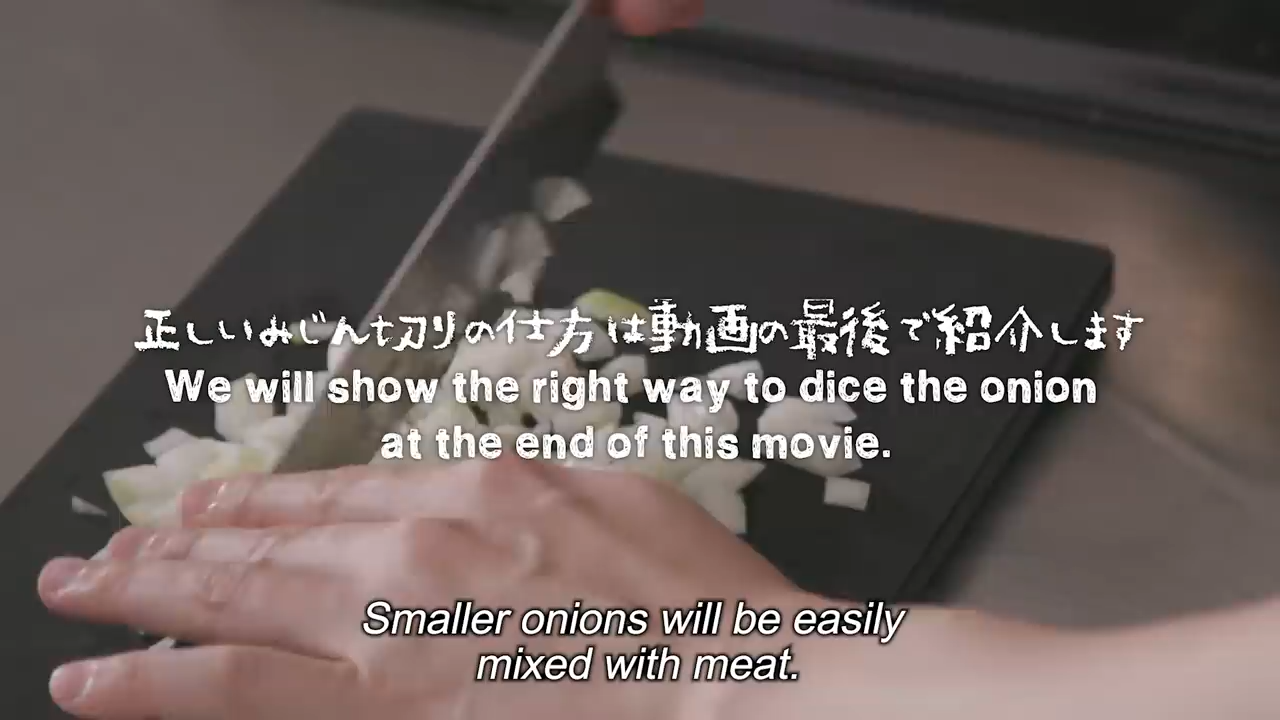 正しいみじん切りの仕方は動画の最後で紹介します
We will show the right way to dice the onion
at the end of this movie.
Smaller onions will be easily
mixed with meat.